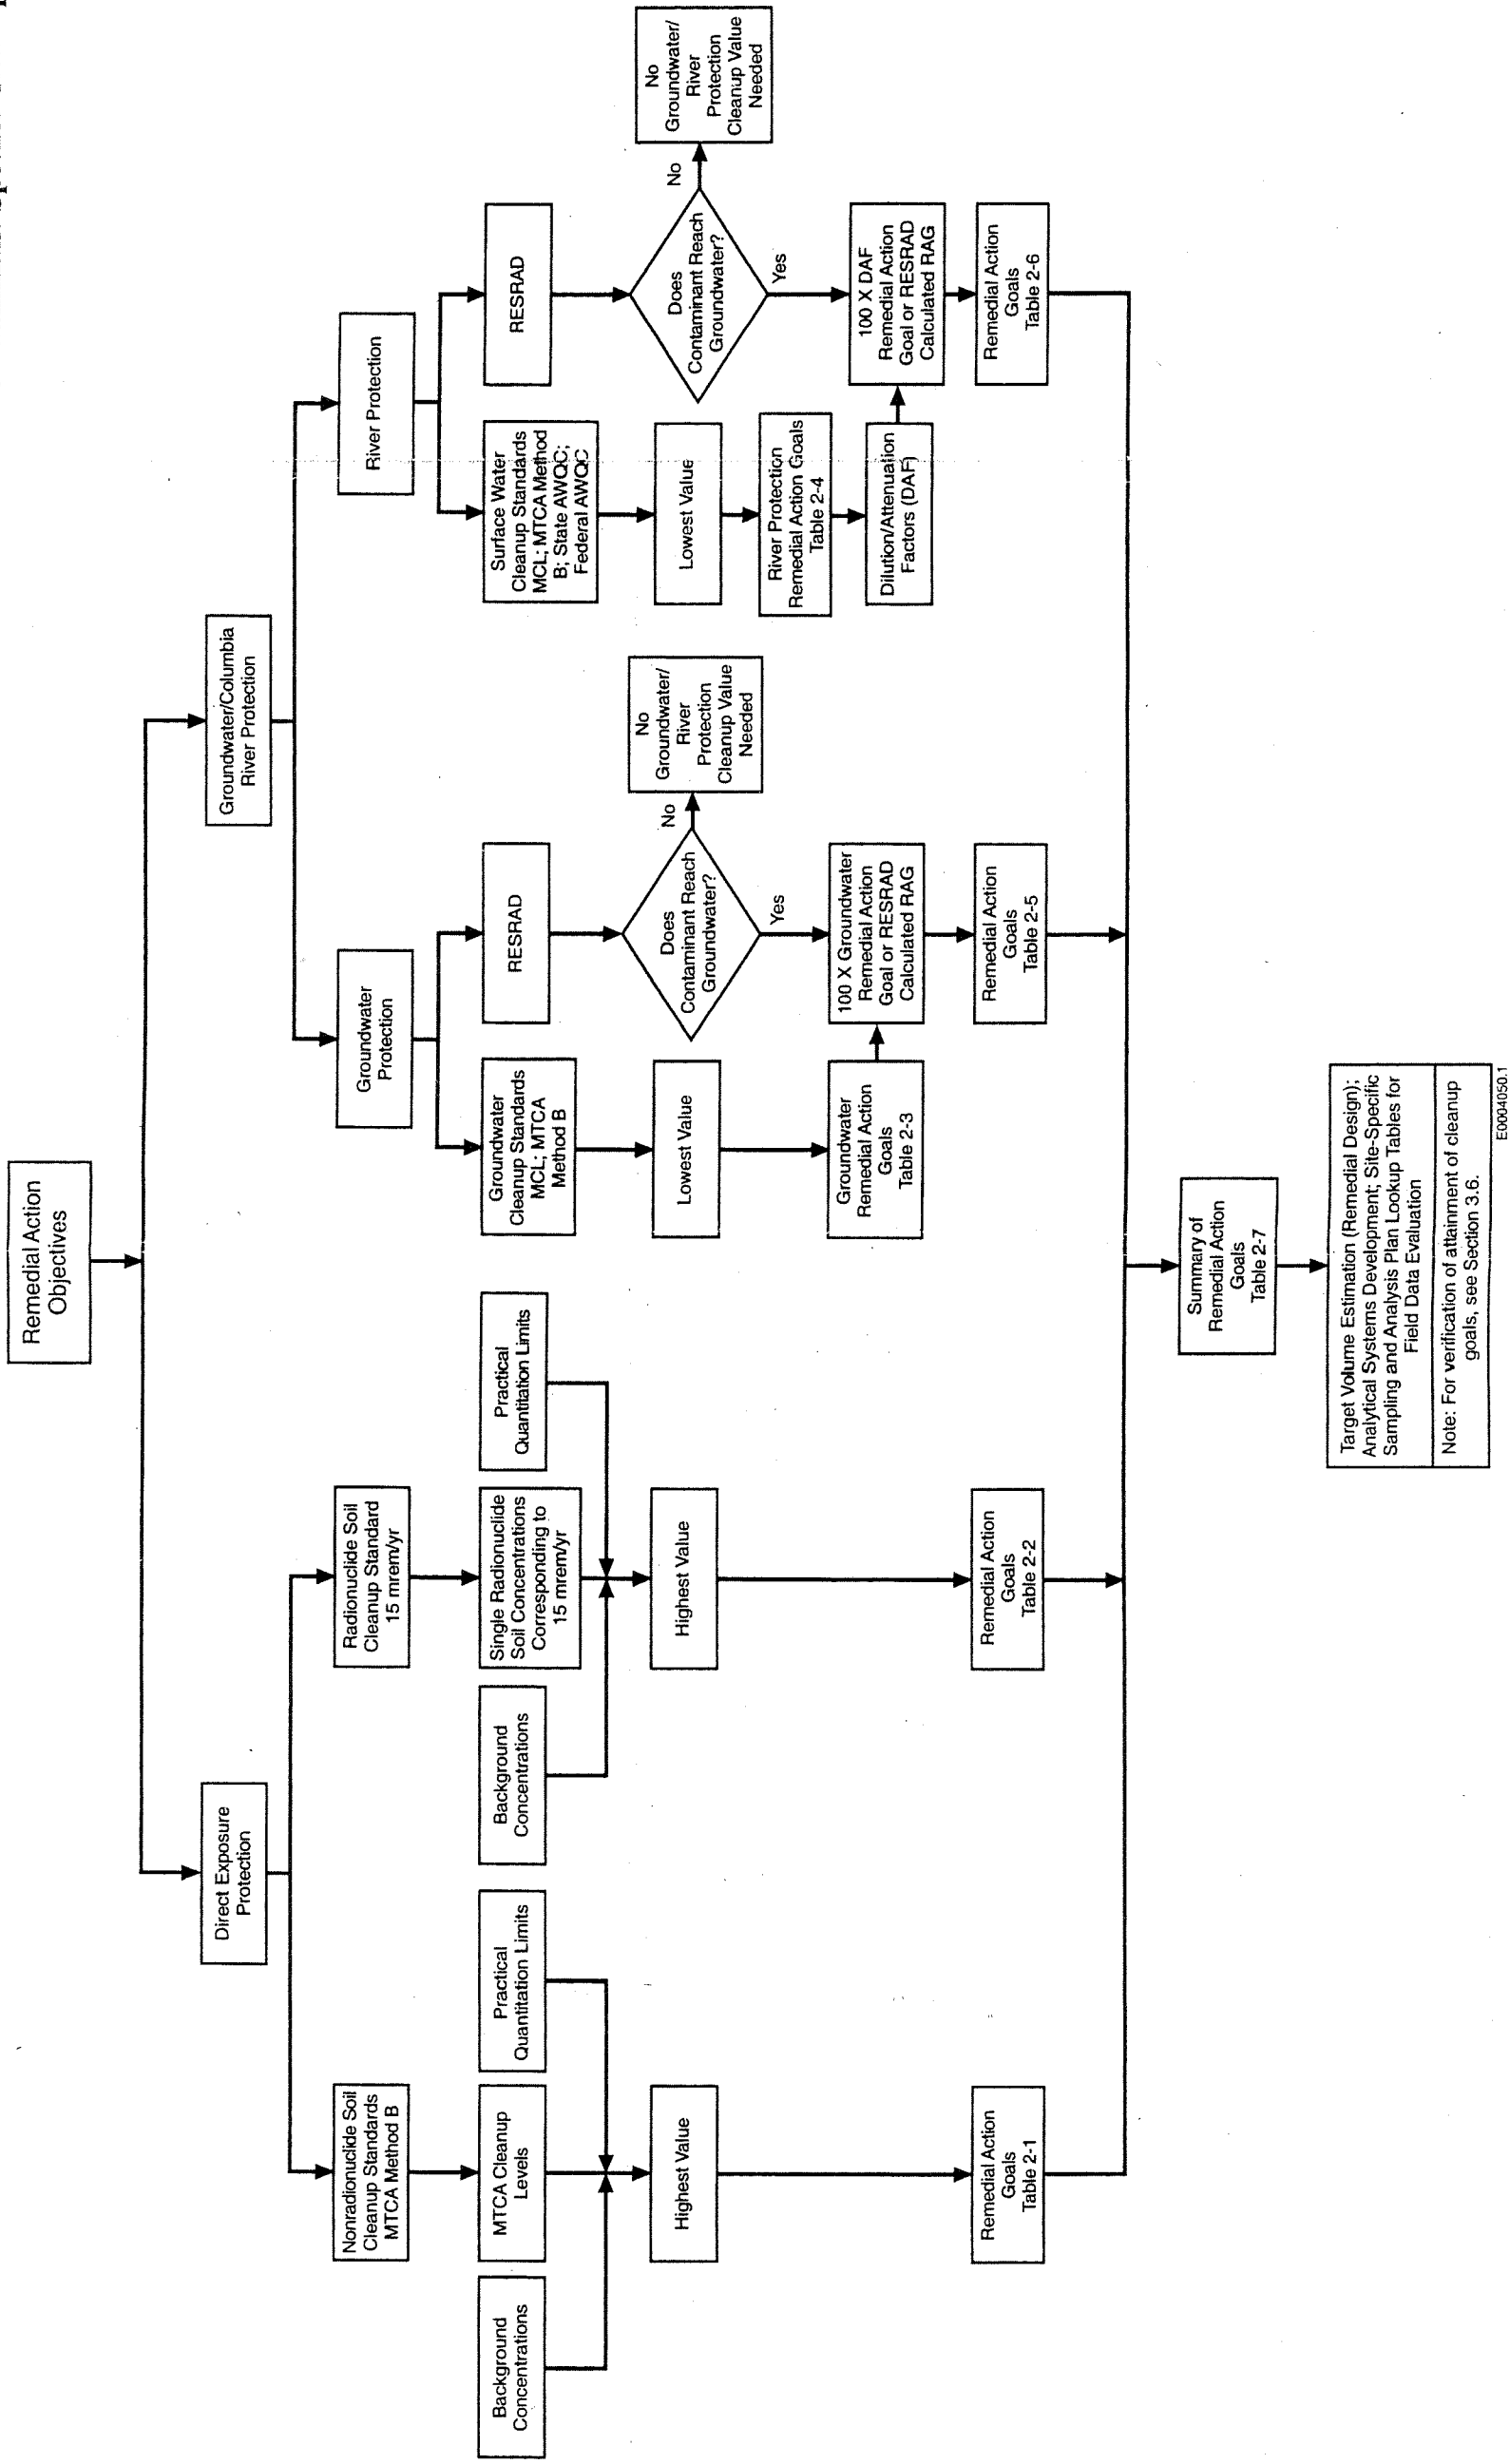 Remedial Action
Objectives
Direct Exposure
Protection
Groundwater/Columbia
River Protection
Nonradionuclide Soil
Cleanup Standards
MTCA Method B
Radionuclide Soil
Cleanup Standard
15 mrem/yr
Groundwater
Protection
River Protection
Background
Concentrations
MTCA Cleanup
Levels
Practical
Quantitation Limits
Background
Concentrations
Single Radionuclide
Soil Concentrations
Corresponding to
15 mrem/yr
Practical
Quantitation Limits
Groundwater
Cleanup Standards
MCL; MTCA
Method B
RESRAD
Surface Water
Cleanup Standards
MCL; MTCA Method
B; State AWQC;
Federal AWQC
RESRAD
Highest Value
Highest Value
Lowest Value
Does
Contaminant Reach
Groundwater?
No
No
Groundwater/
River
Protection
Cleanup Value
Needed
Yes
Lowest Value
Does
Contaminant Reach
Groundwater?
No
No
Groundwater/
River
Protection
Cleanup Value
Needed
Yes
River Protection
Remedial Action Goals
Table 2-4
Groundwater
Remedial Action
Goals
Table 2-3
100 X Groundwater
Remedial Action
Goal or RESRAD
Calculated RAG
Dilution/Attenuation
Factors (DAF)
100 X DAF
Remedial Action
Goal or RESRAD
Calculated RAG
Remedial Action
Goals
Table 2-1
Remedial Action
Goals
Table 2-2
Remedial Action
Goals
Table 2-5
Remedial Action
Goals
Table 2-6
Summary of
Remedial Action
Goals
Table 2-7
Target Volume Estimation (Remedial Design);
Analytical Systems Development; Site-Specific
Sampling and Analysis Plan Lookup Tables for
Field Data Evaluation
Note: For verification of attainment of cleanup
goals, see Section 3.6.
E0004050.1